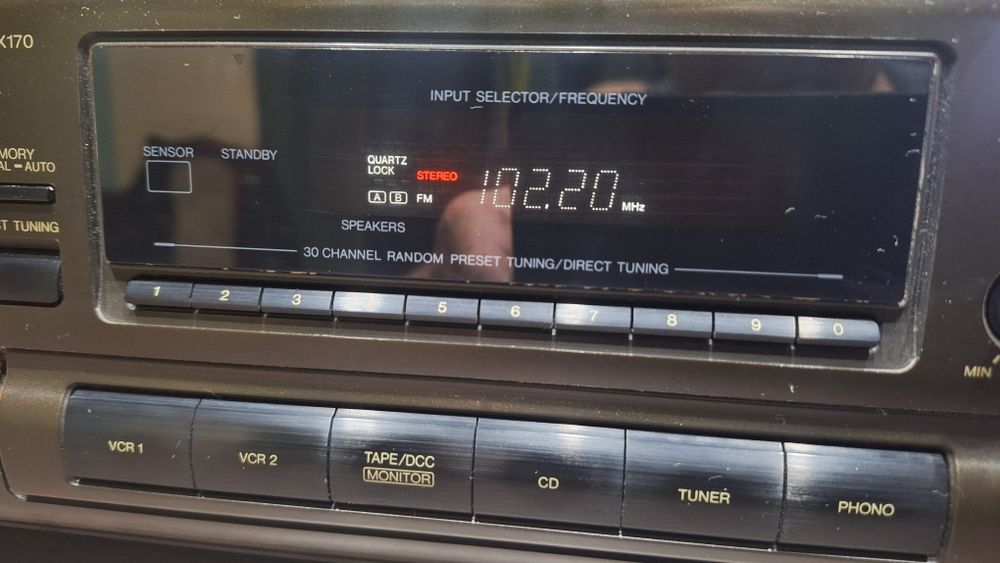 X170
INPUT SELECTOR/FREQUENCY
SENSOR STANDBY
MORY
AL – AUTO
QUARTZ
LOCK
STEREO
102.20 MHz
A B FM
SPEAKERS
T TUNING
30 CHANNEL RANDOM PRESET TUNING/DIRECT TUNING
1 2 3 5 6 7 8 9 0
MIN
VCR 1 VCR 2 TAPE/DCC CD TUNER PHONO
MONITOR